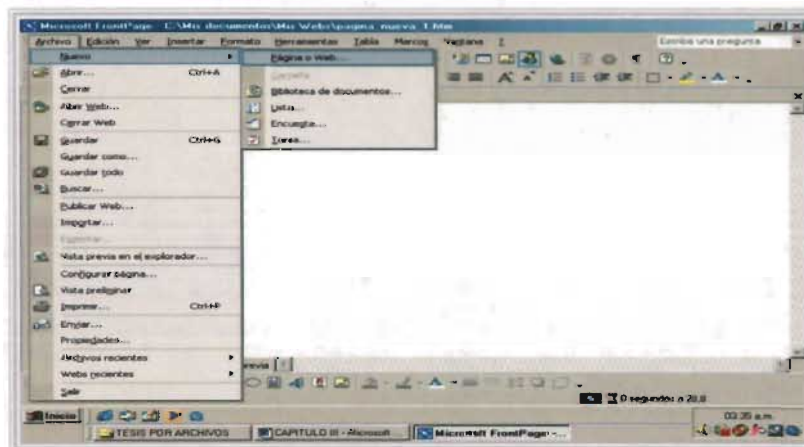 Microsoft FrontPage - C:\Mis documentos\Mis Webs\pagina_nueva_1.htm
Archivo Edición Ver Insertar Formato Herramientas Tabla Marcos Ventana ? Escriba una pregunta
Nuevo
Página o Web...
Abrir... Ctrl+A
Carpeta
Cerrar
Biblioteca de documentos...
Abrir Web...
Lista...
Cerrar Web
Encuesta...
Guardar Ctrl+G
Tarea...
Guardar como...
Guardar todo
Buscar...
Publicar Web...
Importar...
Exportar...
Vista previa en el explorador...
Configurar página...
Vista preliminar
Imprimir... Ctrl+P
Enviar...
Propiedades...
Archivos recientes
Webs recientes
Salir
previa
0 segundos a 28.8
Inicio
TESIS POR ARCHIVOS
CAPITULO III - Microsoft
Microsoft FrontPage -...
03:35 a.m.